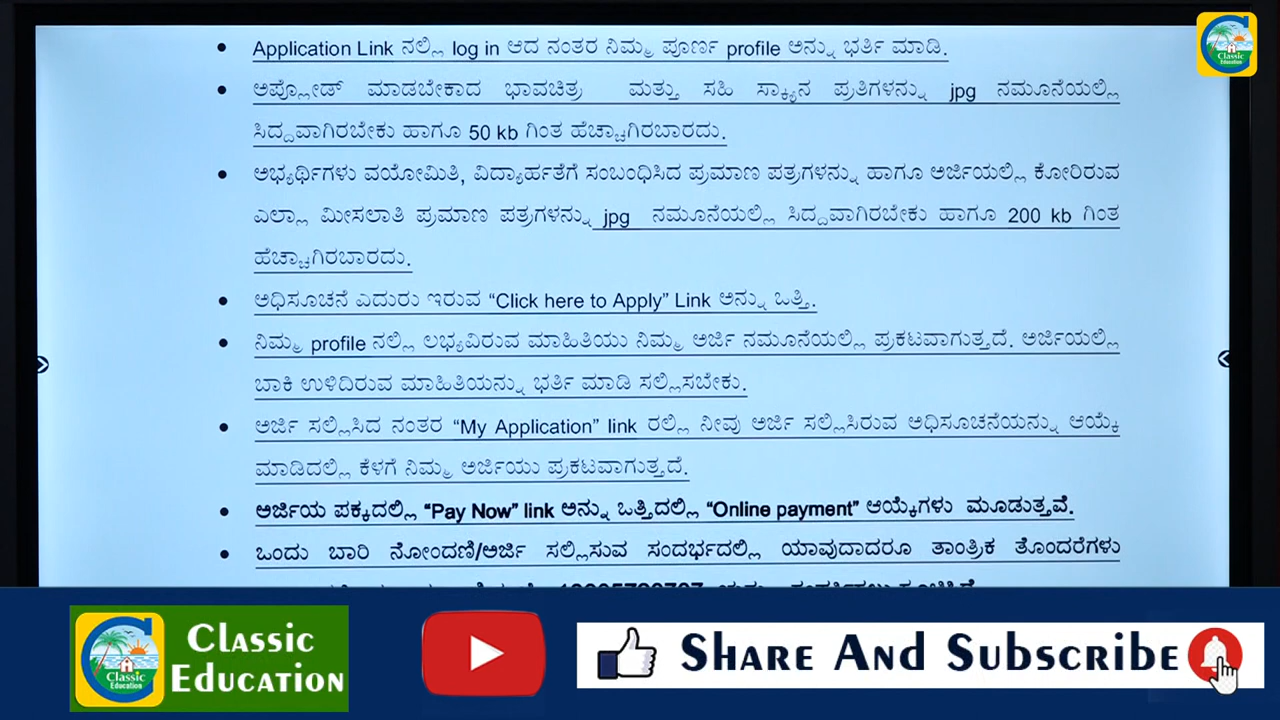 Classic
Education
Application Link ನಲ್ಲಿ log in ಆದ ನಂತರ ನಿಮ್ಮ ಪೂರ್ಣ profile ಅನ್ನು ಭರ್ತಿ ಮಾಡಿ.
ಅಪ್ಲೋಡ್ ಮಾಡಬೇಕಾದ ಭಾವಚಿತ್ರ ಮತ್ತು ಸಹಿ ಸ್ಕ್ಯಾನ ಪ್ರತಿಗಳನ್ನು jpg ನಮೂನೆಯಲ್ಲಿ
ಸಿದ್ದವಾಗಿರಬೇಕು ಹಾಗೂ 50 kb ಗಿಂತ ಹೆಚ್ಚಾಗಿರಬಾರದು.
ಅಭ್ಯರ್ಥಿಗಳು ವಯೋಮಿತಿ, ವಿದ್ಯಾರ್ಹತೆಗೆ ಸಂಬಂಧಿಸಿದ ಪ್ರಮಾಣ ಪತ್ರಗಳನ್ನು ಹಾಗೂ ಅರ್ಜಿಯಲ್ಲಿ ಕೋರಿರುವ
ಎಲ್ಲಾ ಮೀಸಲಾತಿ ಪ್ರಮಾಣ ಪತ್ರಗಳನ್ನು jpg ನಮೂನೆಯಲ್ಲಿ ಸಿದ್ದವಾಗಿರಬೇಕು ಹಾಗೂ 200 kb ಗಿಂತ
ಹೆಚ್ಚಾಗಿರಬಾರದು.
ಅಧಿಸೂಚನೆ ಎದುರು ಇರುವ “Click here to Apply” Link ಅನ್ನು ಒತ್ತಿ.
ನಿಮ್ಮ profile ನಲ್ಲಿ ಲಭ್ಯವಿರುವ ಮಾಹಿತಿಯು ನಿಮ್ಮ ಅರ್ಜಿ ನಮೂನೆಯಲ್ಲಿ ಪ್ರಕಟವಾಗುತ್ತದೆ. ಅರ್ಜಿಯಲ್ಲಿ
ಬಾಕಿ ಉಳಿದಿರುವ ಮಾಹಿತಿಯನ್ನು ಭರ್ತಿ ಮಾಡಿ ಸಲ್ಲಿಸಬೇಕು.
ಅರ್ಜಿ ಸಲ್ಲಿಸಿದ ನಂತರ “My Application” link ರಲ್ಲಿ ನೀವು ಅರ್ಜಿ ಸಲ್ಲಿಸಿರುವ ಅಧಿಸೂಚನೆಯನ್ನು ಆಯ್ಕೆ
ಮಾಡಿದಲ್ಲಿ ಕೆಳಗೆ ನಿಮ್ಮ ಅರ್ಜಿಯು ಪ್ರಕಟವಾಗುತ್ತದೆ.
ಅರ್ಜಿಯ ಪಕ್ಕದಲ್ಲಿ “Pay Now” link ಅನ್ನು ಒತ್ತಿದಲ್ಲಿ “Online payment” ಆಯ್ಕೆಗಳು ಮೂಡುತ್ತವೆ.
ಒಂದು ಬಾರಿ ನೋಂದಣಿ/ಅರ್ಜಿ ಸಲ್ಲಿಸುವ ಸಂದರ್ಭದಲ್ಲಿ ಯಾವುದಾದರೂ ತಾಂತ್ರಿಕ ತೊಂದರೆಗಳು
Classic
Education
Classic
Education
Share And Subscribe